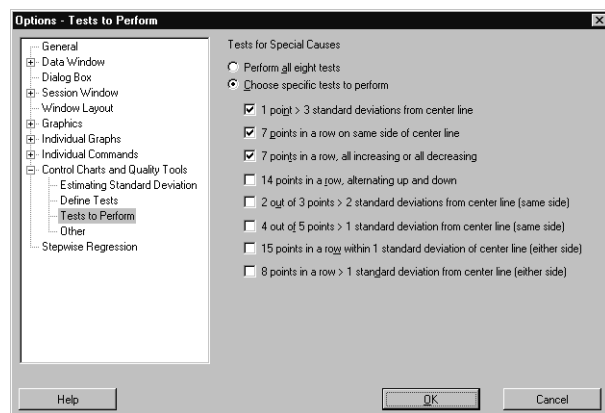 Options - Tests to Perform
General
Data Window
Dialog Box
Session Window
Window Layout
Graphics
Individual Graphs
Individual Commands
Control Charts and Quality Tools
Estimating Standard Deviation
Define Tests
Tests to Perform
Other
Stepwise Regression
Tests for Special Causes
Perform all eight tests
Choose specific tests to perform
1 point > 3 standard deviations from center line
7 points in a row on same side of center line
7 points in a row, all increasing or all decreasing
14 points in a row, alternating up and down
2 out of 3 points > 2 standard deviations from center line (same side)
4 out of 5 points > 1 standard deviation from center line (same side)
15 points in a row within 1 standard deviation of center line (either side)
8 points in a row > 1 standard deviation from center line (either side)
Help
OK
Cancel